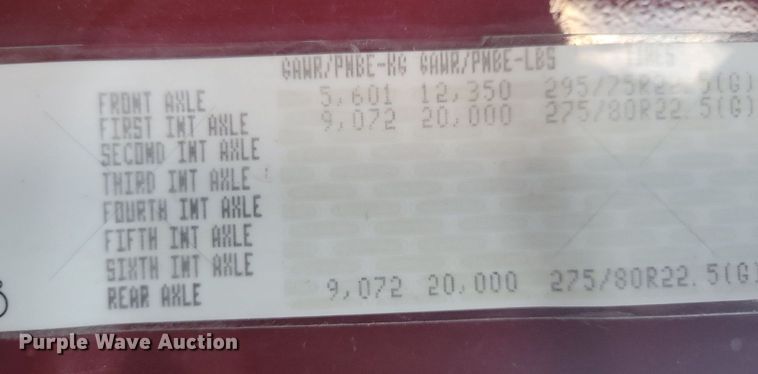 GAWR/PNBE-KG GAWR/PNBE-LBS TIRES
FRONT AXLE 5,601 12,350 295/75R22.5(G)
FIRST INT AXLE 9,072 20,000 275/80R22.5(G)
SECOND INT AXLE
THIRD INT AXLE
FOURTH INT AXLE
FIFTH INT AXLE
SIXTH INT AXLE
REAR AXLE 9,072 20,000 275/80R22.5(G)
Purple Wave Auction